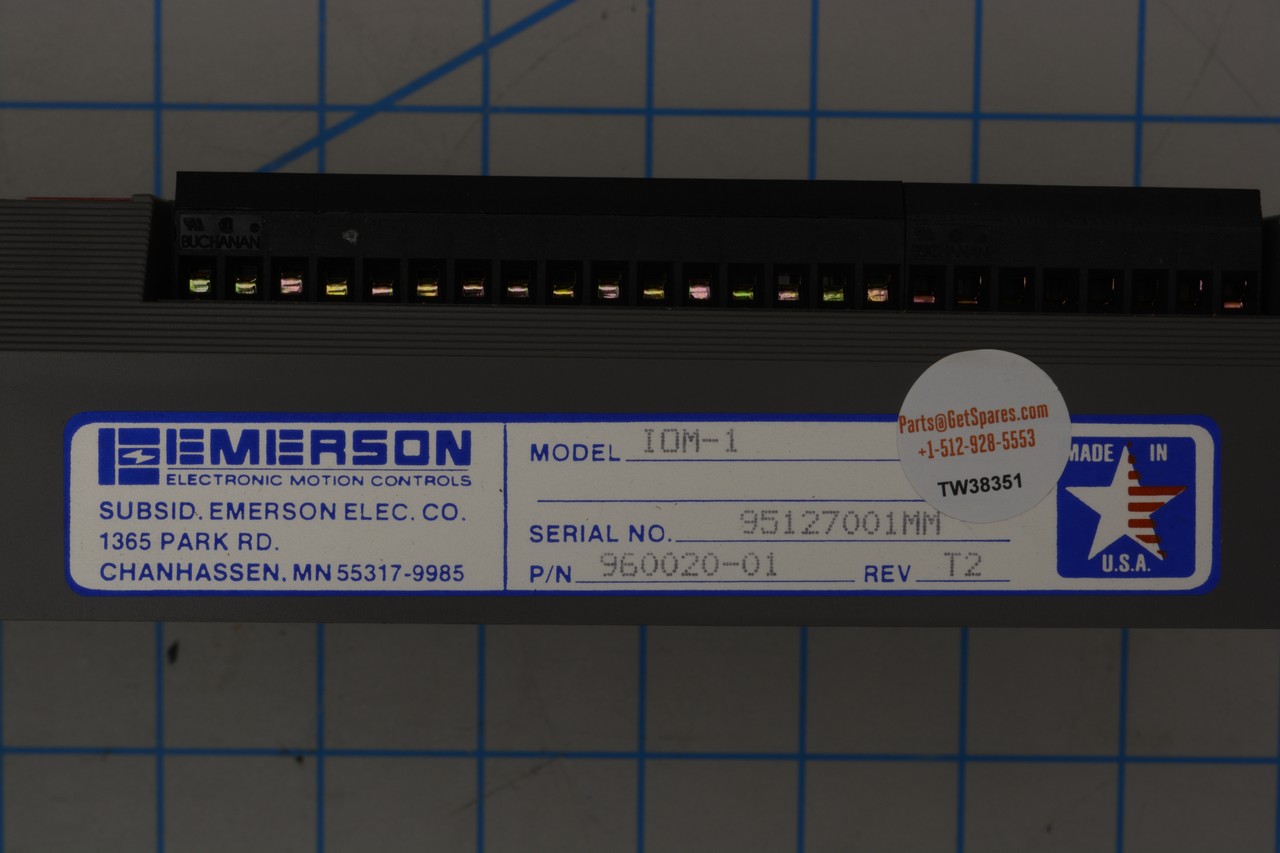 BUCHANAN
EMERSON
ELECTRONIC MOTION CONTROLS
SUBSID. EMERSON ELEC. CO.
1365 PARK RD.
CHANHASSEN, MN 55317-9985
MODEL IOM-1
SERIAL NO. 95127001MM
P/N 960020-01 REV T2
Parts@GetSpares.com
+1-512-928-5553
TW38351
MADE IN
U.S.A.